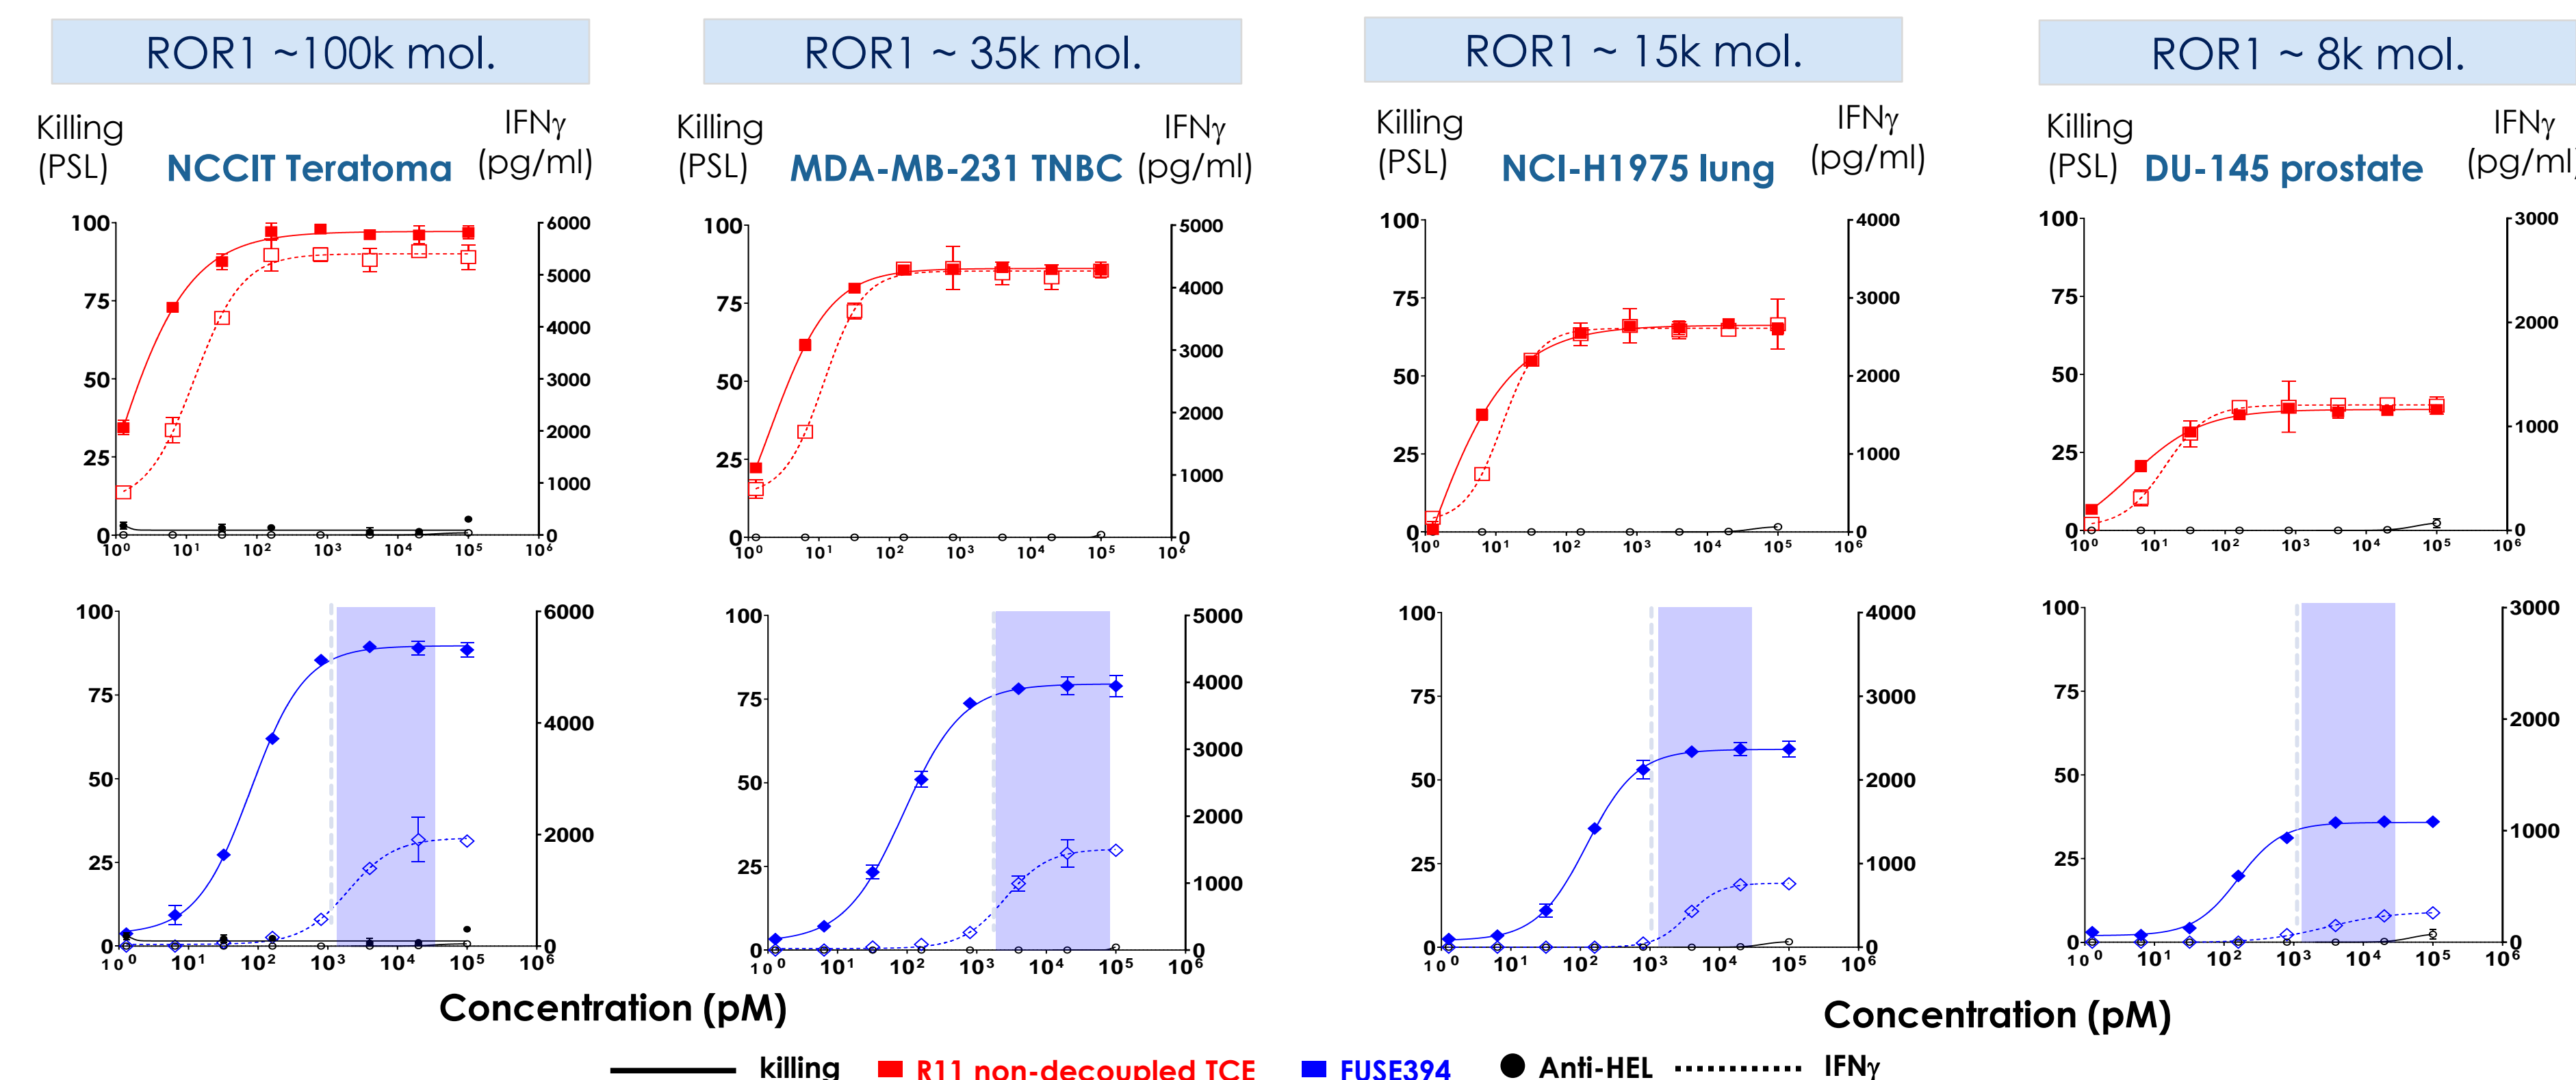 ROR1 ~100k mol.
ROR1 ~ 35k mol.
ROR1 ~ 15k mol.
ROR1 ~ 8k mol.
Killing
(PSL)
NCCIT Teratoma
IFNγ
(pg/ml)
Killing
(PSL)
MDA-MB-231 TNBC
IFNγ
(pg/ml)
Killing
(PSL)
NCI-H1975 lung
IFNγ
(pg/ml)
Killing
(PSL)
DU-145 prostate
IFNγ
(pg/ml)
100
75
50
25
0
6000
5000
4000
3000
2000
1000
0
10⁰ 10¹ 10² 10³ 10⁴ 10⁵ 10⁶
100
75
50
25
0
5000
4000
3000
2000
1000
0
10⁰ 10¹ 10² 10³ 10⁴ 10⁵ 10⁶
100
75
50
25
0
4000
3000
2000
1000
0
10⁰ 10¹ 10² 10³ 10⁴ 10⁵ 10⁶
100
75
50
25
0
3000
2000
1000
0
10⁰ 10¹ 10² 10³ 10⁴ 10⁵ 10⁶
100
75
50
25
0
6000
4000
2000
0
10⁰ 10¹ 10² 10³ 10⁴ 10⁵ 10⁶
100
75
50
25
0
5000
4000
3000
2000
1000
0
10⁰ 10¹ 10² 10³ 10⁴ 10⁵ 10⁶
100
75
50
25
0
4000
3000
2000
1000
0
10⁰ 10¹ 10² 10³ 10⁴ 10⁵ 10⁶
100
75
50
25
0
3000
2000
1000
0
10⁰ 10¹ 10² 10³ 10⁴ 10⁵ 10⁶
Concentration (pM)
Concentration (pM)
killing R11 non-decoupled TCE FUSE394 Anti-HEL IFNγ